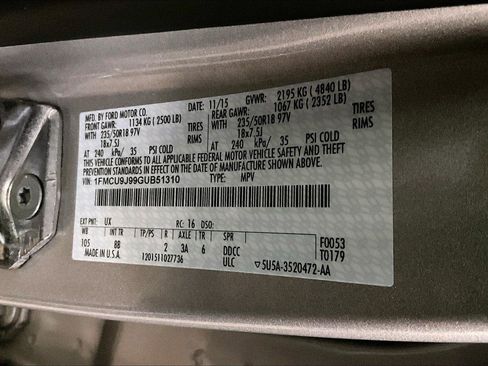 MFD. BY FORD MOTOR CO. 11/15 GVWR: 2195 KG ( 4840 LB)
FRONT GAWR: 1134 KG ( 2500 LB) REAR GAWR: 1067 KG ( 2352 LB)
WITH 235/50R18 97V TIRES WITH 235/50R18 97V TIRES
18x7.5J RIMS 18x7.5J RIMS
AT 240 kPa/ 35 PSI COLD AT 240 kPa/ 35 PSI COLD
THIS VEHICLE CONFORMS TO ALL APPLICABLE FEDERAL MOTOR VEHICLE SAFETY AND THEFT
PREVENTION STANDARDS IN EFFECT ON THE DATE OF MANUFACTURE SHOWN ABOVE.
VIN: 1FMCU9J99GUB51310 TYPE: MPV
EXT PNT: UX RC: 16 DSO:
WB INT TR TP/PS R AXLE TR SPR F0053
105 BB 2 3A 6 DDCC T0179
MADE IN U.S.A. 1201511027736 ULC 5U5A-3520472-AA